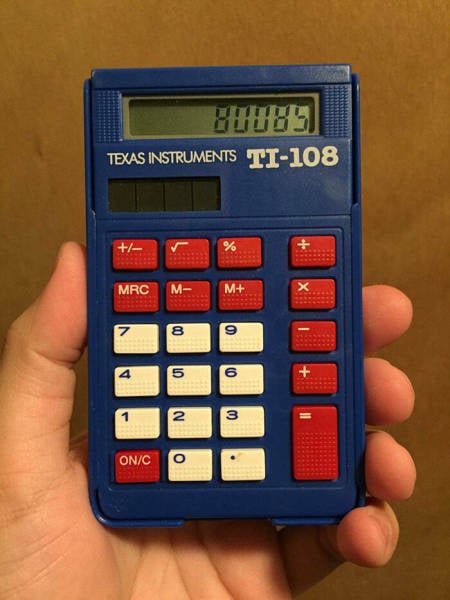 80085
TEXAS INSTRUMENTS TI-108
+/- √ % ÷
MRC M- M+ ×
7 8 9 −
4 5 6 +
1 2 3 =
ON/C 0 .